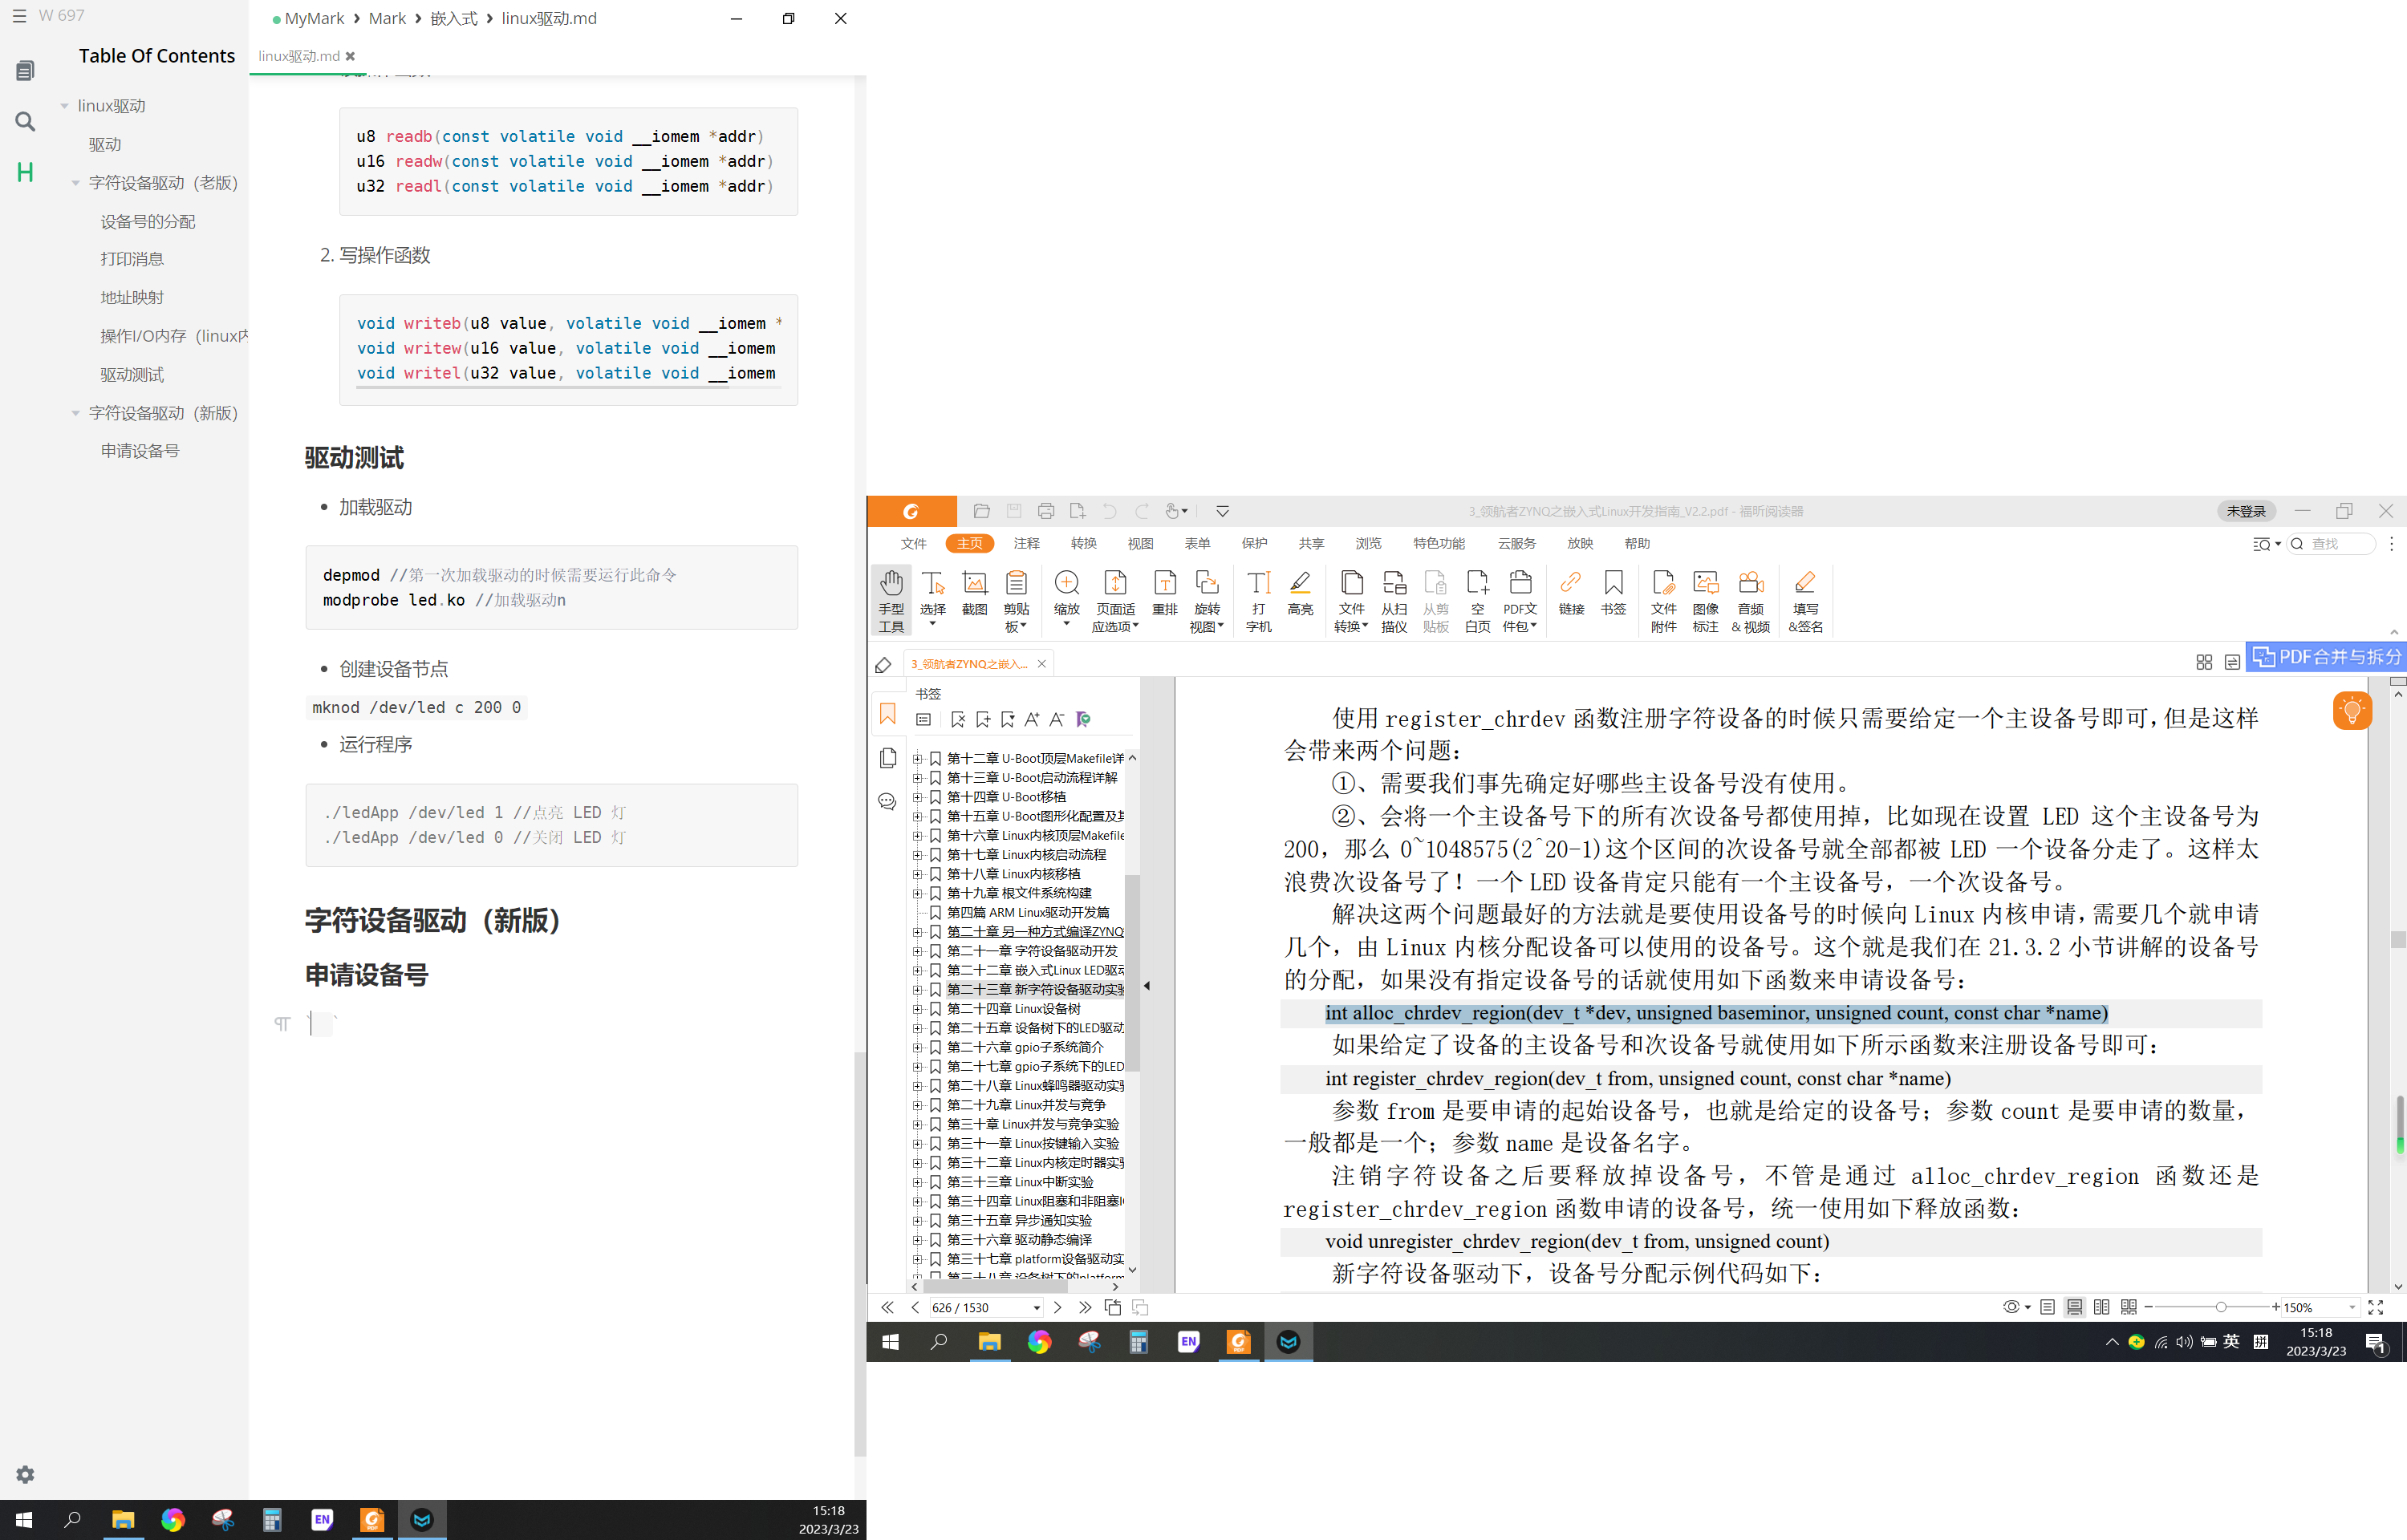 W 697
MyMark › Mark › 嵌入式 › linux驱动.md
Table Of Contents
linux驱动.md
linux驱动
驱动
字符设备驱动（老版）
设备号的分配
打印消息
地址映射
操作I/O内存（linux内
驱动测试
字符设备驱动（新版）
申请设备号
u8 readb(const volatile void __iomem *addr)
u16 readw(const volatile void __iomem *addr)
u32 readl(const volatile void __iomem *addr)
2. 写操作函数
void writeb(u8 value, volatile void __iomem *
void writew(u16 value, volatile void __iomem
void writel(u32 value, volatile void __iomem
驱动测试
• 加载驱动
depmod //第一次加载驱动的时候需要运行此命令
modprobe led.ko //加载驱动n
• 创建设备节点
mknod /dev/led c 200 0
• 运行程序
./ledApp /dev/led 1 //点亮 LED 灯
./ledApp /dev/led 0 //关闭 LED 灯
字符设备驱动（新版）
申请设备号
` `
EN
15:18
2023/3/23
3_领航者ZYNQ之嵌入式Linux开发指南_V2.2.pdf - 福昕阅读器
未登录
文件 主页 注释 转换 视图 表单 保护 共享 浏览 特色功能 云服务 放映 帮助
查找
手型工具 选择 截图 剪贴板 缩放 页面适应选项 重排 旋转视图 打字机 高亮 文件转换 从扫描仪 从剪贴板 空白页 PDF文件包 链接 书签 文件附件 图像标注 音频&视频 填写&签名
3_领航者ZYNQ之嵌入...
PDF合并与拆分
书签
第十二章 U-Boot顶层Makefile详
第十三章 U-Boot启动流程详解
第十四章 U-Boot移植
第十五章 U-Boot图形化配置及其
第十六章 Linux内核顶层Makefile
第十七章 Linux内核启动流程
第十八章 Linux内核移植
第十九章 根文件系统构建
第四篇 ARM Linux驱动开发篇
第二十章 另一种方式编译ZYNQ
第二十一章 字符设备驱动开发
第二十二章 嵌入式Linux LED驱动
第二十三章 新字符设备驱动实验
第二十四章 Linux设备树
第二十五章 设备树下的LED驱动
第二十六章 gpio子系统简介
第二十七章 gpio子系统下的LED
第二十八章 Linux蜂鸣器驱动实验
第二十九章 Linux并发与竞争
第三十章 Linux并发与竞争实验
第三十一章 Linux按键输入实验
第三十二章 Linux内核定时器实验
第三十三章 Linux中断实验
第三十四章 Linux阻塞和非阻塞I
第三十五章 异步通知实验
第三十六章 驱动静态编译
第三十七章 platform设备驱动实
第三十八章 设备树下的platform
使用 register_chrdev 函数注册字符设备的时候只需要给定一个主设备号即可，但是这样
会带来两个问题：
①、需要我们事先确定好哪些主设备号没有使用。
②、会将一个主设备号下的所有次设备号都使用掉，比如现在设置 LED 这个主设备号为
200，那么 0~1048575(2^20-1)这个区间的次设备号就全部都被 LED 一个设备分走了。这样太
浪费次设备号了！一个 LED 设备肯定只能有一个主设备号，一个次设备号。
解决这两个问题最好的方法就是要使用设备号的时候向 Linux 内核申请，需要几个就申请
几个，由 Linux 内核分配设备可以使用的设备号。这个就是我们在 21.3.2 小节讲解的设备号
的分配，如果没有指定设备号的话就使用如下函数来申请设备号：
int alloc_chrdev_region(dev_t *dev, unsigned baseminor, unsigned count, const char *name)
如果给定了设备的主设备号和次设备号就使用如下所示函数来注册设备号即可：
int register_chrdev_region(dev_t from, unsigned count, const char *name)
参数 from 是要申请的起始设备号，也就是给定的设备号；参数 count 是要申请的数量，
一般都是一个；参数 name 是设备名字。
注销字符设备之后要释放掉设备号，不管是通过 alloc_chrdev_region 函数还是
register_chrdev_region 函数申请的设备号，统一使用如下释放函数：
void unregister_chrdev_region(dev_t from, unsigned count)
新字符设备驱动下，设备号分配示例代码如下：
626 / 1530
150%
EN
英 拼
15:18
2023/3/23
1